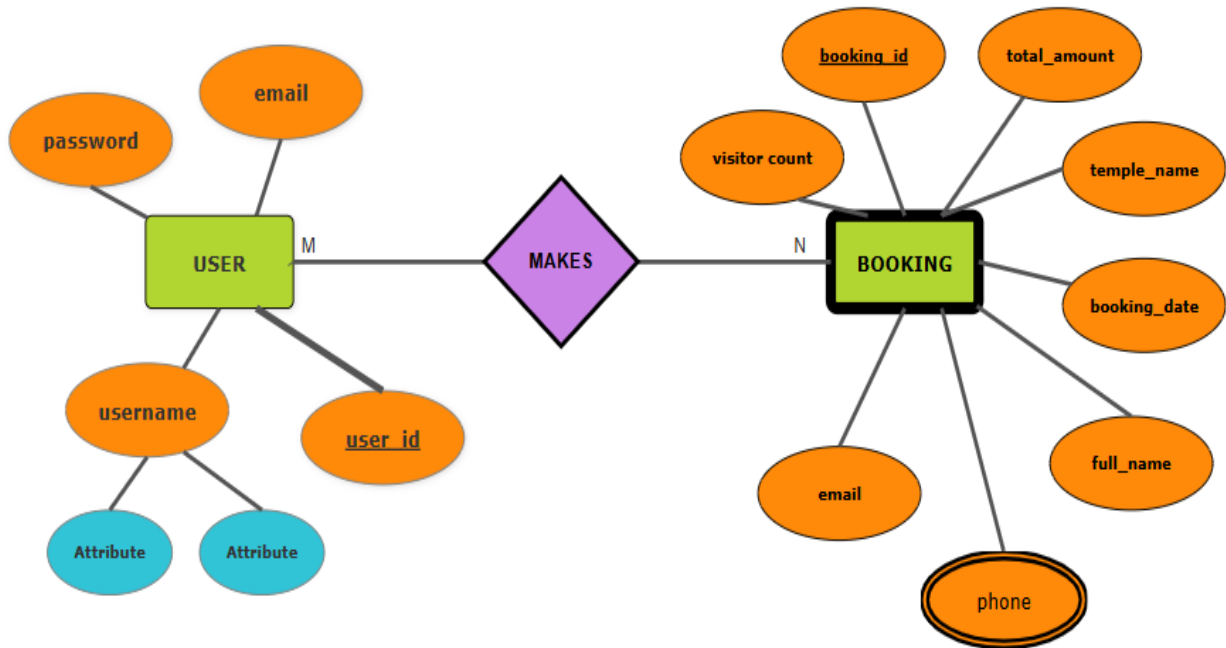 booking_id
total_amount
email
password
visitor count
temple_name
USER
M
MAKES
N
BOOKING
booking_date
username
user_id
full_name
email
Attribute
Attribute
phone